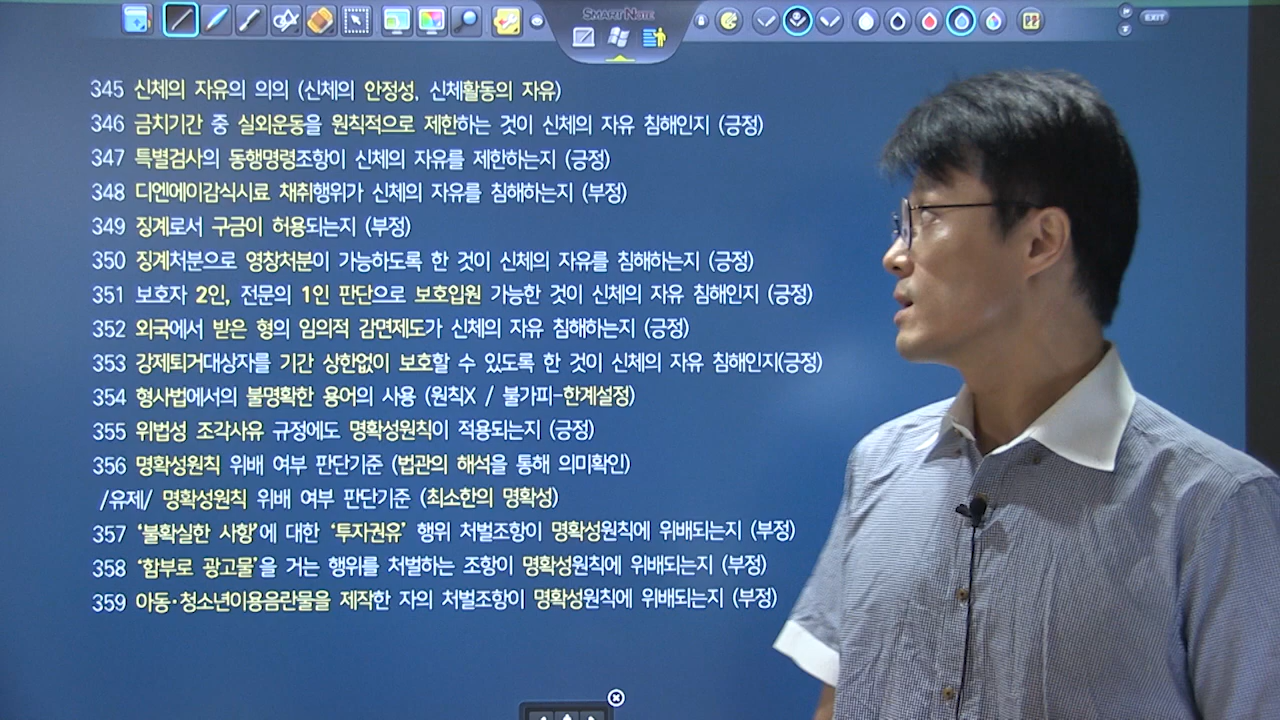 SMARTNOTE
EXIT
345 신체의 자유의 의의 (신체의 안정성, 신체활동의 자유)
346 금치기간 중 실외운동을 원칙적으로 제한하는 것이 신체의 자유 침해인지 (긍정)
347 특별검사의 동행명령조항이 신체의 자유를 제한하는지 (긍정)
348 디엔에이감식시료 채취행위가 신체의 자유를 침해하는지 (부정)
349 징계로서 구금이 허용되는지 (부정)
350 징계처분으로 영창처분이 가능하도록 한 것이 신체의 자유를 침해하는지 (긍정)
351 보호자 2인, 전문의 1인 판단으로 보호입원 가능한 것이 신체의 자유 침해인지 (긍정)
352 외국에서 받은 형의 임의적 감면제도가 신체의 자유 침해하는지 (긍정)
353 강제퇴거대상자를 기간 상한없이 보호할 수 있도록 한 것이 신체의 자유 침해인지(긍정)
354 형사법에서의 불명확한 용어의 사용 (원칙X / 불가피-한계설정)
355 위법성 조각사유 규정에도 명확성원칙이 적용되는지 (긍정)
356 명확성원칙 위배 여부 판단기준 (법관의 해석을 통해 의미확인)
/유제/ 명확성원칙 위배 여부 판단기준 (최소한의 명확성)
357 '불확실한 사항'에 대한 '투자권유' 행위 처벌조항이 명확성원칙에 위배되는지 (부정)
358 '함부로 광고물'을 거는 행위를 처벌하는 조항이 명확성원칙에 위배되는지 (부정)
359 아동·청소년이용음란물을 제작한 자의 처벌조항이 명확성원칙에 위배되는지 (부정)